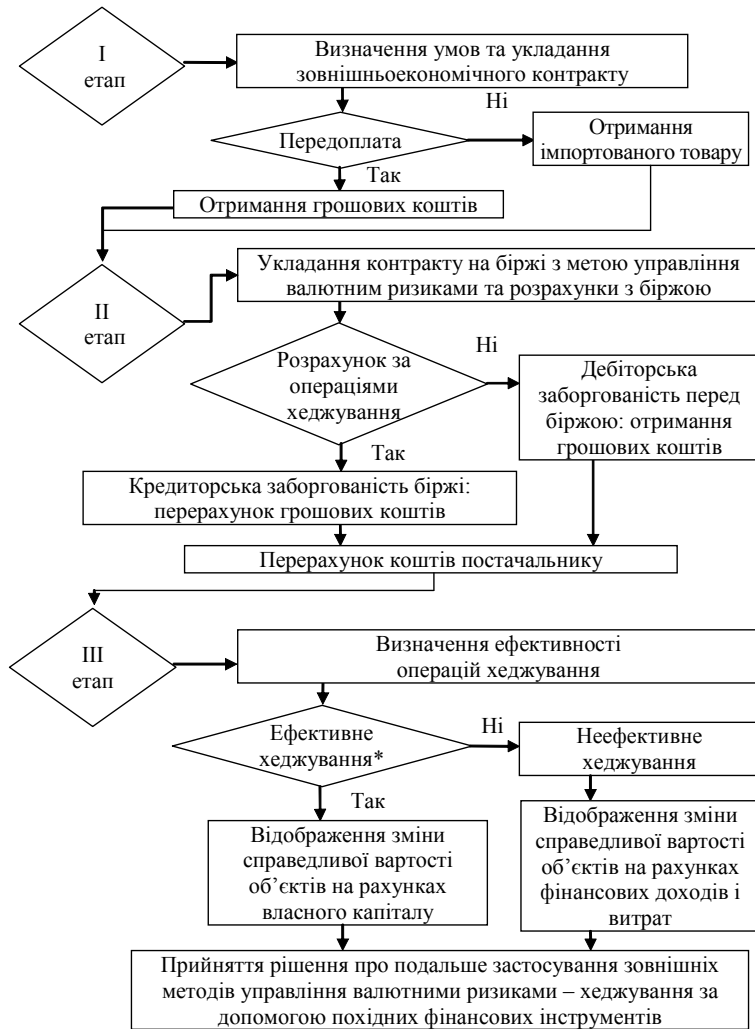 І
етап
Визначення умов та укладання
зовнішньоекономічного контракту
Ні
Передоплата
Отримання
імпортованого товару
Так
Отримання грошових коштів
ІІ
етап
Укладання контракту на біржі з метою управління
валютним ризиками та розрахунки з біржою
Розрахунок за
операціями
хеджування
Ні
Дебіторська
заборгованість перед
біржою: отримання
грошових коштів
Так
Кредиторська заборгованість біржі:
перерахунок грошових коштів
Перерахунок коштів постачальнику
ІІІ
етап
Визначення ефективності
операцій хеджування
Ефективне
хеджування*
Ні
Неефективне
хеджування
Так
Відображення зміни
справедливої вартості
об’єктів на рахунках
власного капіталу
Відображення зміни
справедливої вартості
об’єктів на рахунках
фінансових доходів і
витрат
Прийняття рішення про подальше застосування зовнішніх
методів управління валютними ризиками – хеджування за
допомогою похідних фінансових інструментів